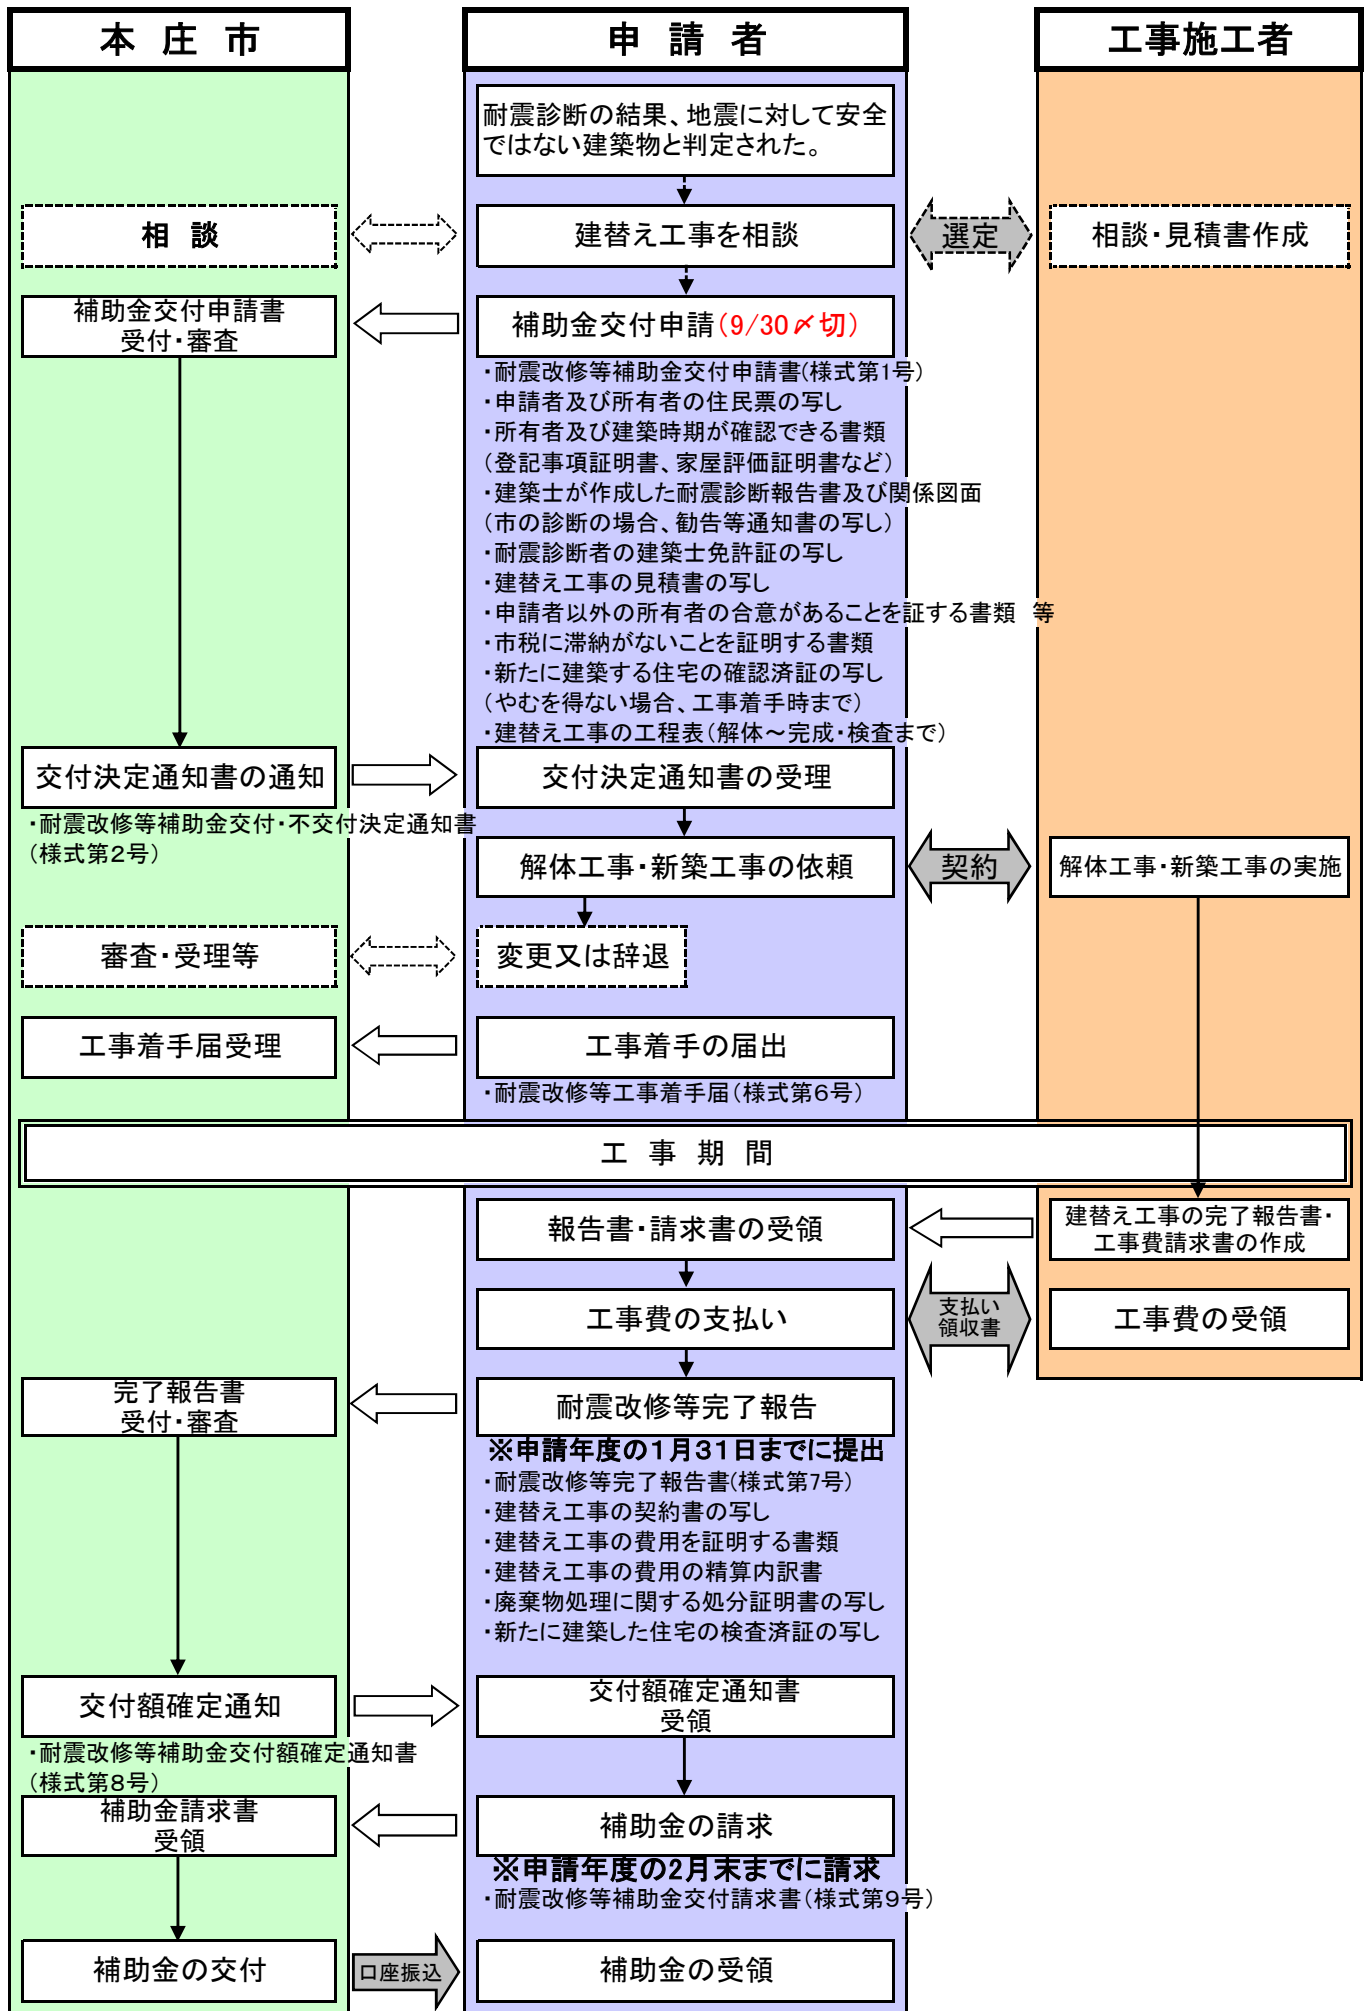 本 庄 市
申 請 者
工事施工者
耐震診断の結果、地震に対して安全
ではない建築物と判定された。
相 談
建替え工事を相談
選定
相談・見積書作成
補助金交付申請書
受付・審査
補助金交付申請(9/30〆切)
・耐震改修等補助金交付申請書(様式第1号)
・申請者及び所有者の住民票の写し
・所有者及び建築時期が確認できる書類
(登記事項証明書、家屋評価証明書など)
・建築士が作成した耐震診断報告書及び関係図面
(市の診断の場合、勧告等通知書の写し)
・耐震診断者の建築士免許証の写し
・建替え工事の見積書の写し
・申請者以外の所有者の合意があることを証する書類 等
・市税に滞納がないことを証明する書類
・新たに建築する住宅の確認済証の写し
(やむを得ない場合、工事着手時まで)
・建替え工事の工程表(解体～完成・検査まで)
交付決定通知書の通知
交付決定通知書の受理
・耐震改修等補助金交付・不交付決定通知書
(様式第2号)
解体工事・新築工事の依頼
契約
解体工事・新築工事の実施
審査・受理等
変更又は辞退
工事着手届受理
工事着手の届出
・耐震改修等工事着手届(様式第6号)
工 事 期 間
報告書・請求書の受領
建替え工事の完了報告書・
工事費請求書の作成
工事費の支払い
支払い
領収書
工事費の受領
完了報告書
受付・審査
耐震改修等完了報告
※申請年度の1月31日までに提出
・耐震改修等完了報告書(様式第7号)
・建替え工事の契約書の写し
・建替え工事の費用を証明する書類
・建替え工事の費用の精算内訳書
・廃棄物処理に関する処分証明書の写し
・新たに建築した住宅の検査済証の写し
交付額確定通知
交付額確定通知書
受領
・耐震改修等補助金交付額確定通知書
(様式第8号)
補助金請求書
受領
補助金の請求
※申請年度の2月末までに請求
・耐震改修等補助金交付請求書(様式第9号)
補助金の交付
口座振込
補助金の受領